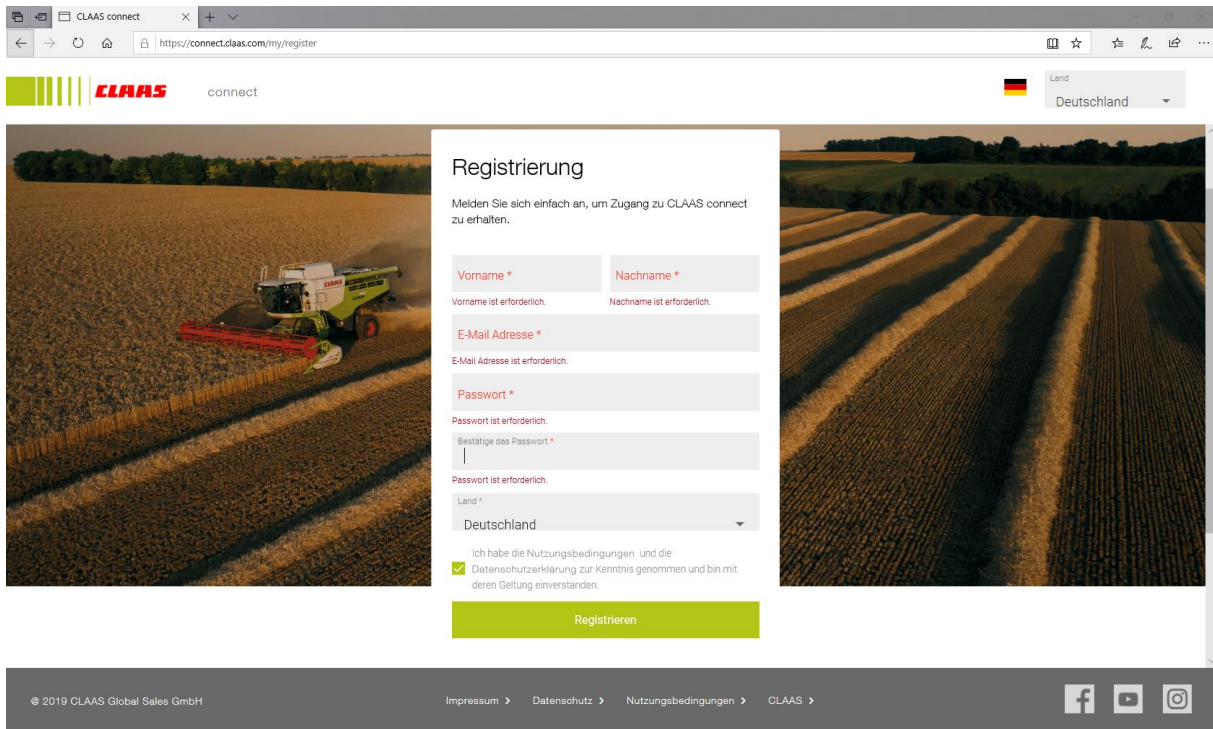 CLAAS connect
https://connect.claas.com/my/register
CLAAS connect
Land
Deutschland
Registrierung
Melden Sie sich einfach an, um Zugang zu CLAAS connect
zu erhalten.
Vorname * Nachname *
Vorname ist erforderlich. Nachname ist erforderlich.
E-Mail Adresse *
E-Mail Adresse ist erforderlich.
Passwort *
Passwort ist erforderlich.
Bestätige das Passwort *
Passwort ist erforderlich.
Land *
Deutschland
Ich habe die Nutzungsbedingungen und die
Datenschutzerklärung zur Kenntnis genommen und bin mit
deren Geltung einverstanden.
Registrieren
CLAAS
@ 2019 CLAAS Global Sales GmbH Impressum > Datenschutz > Nutzungsbedingungen > CLAAS >